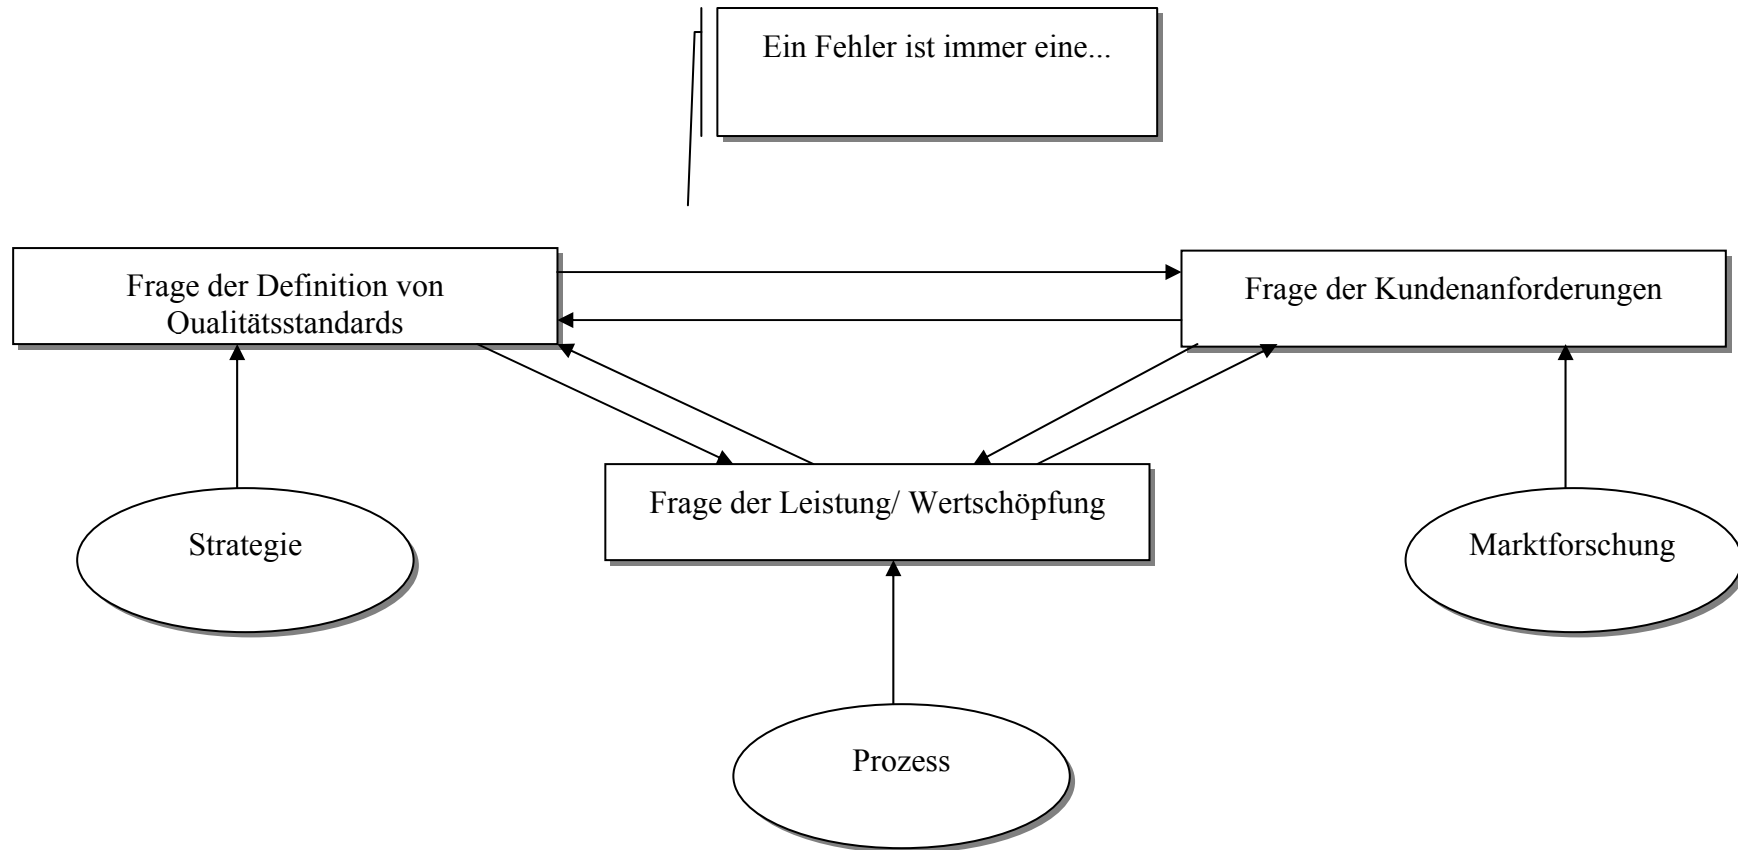 Ein Fehler ist immer eine...
Frage der Definition von
Qualitätsstandards
Frage der Kundenanforderungen
Frage der Leistung/ Wertschöpfung
Strategie
Marktforschung
Prozess